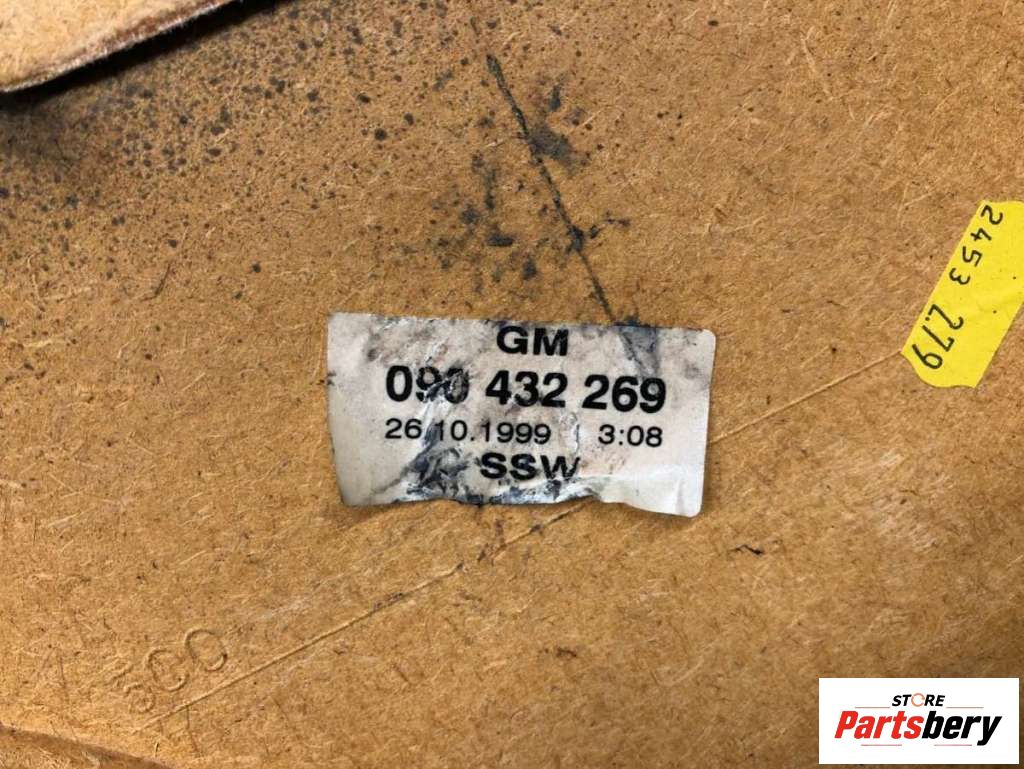 GM
090 432 269
26.10.1999 3:08
SSW
2453 279
STORE
Partsbery